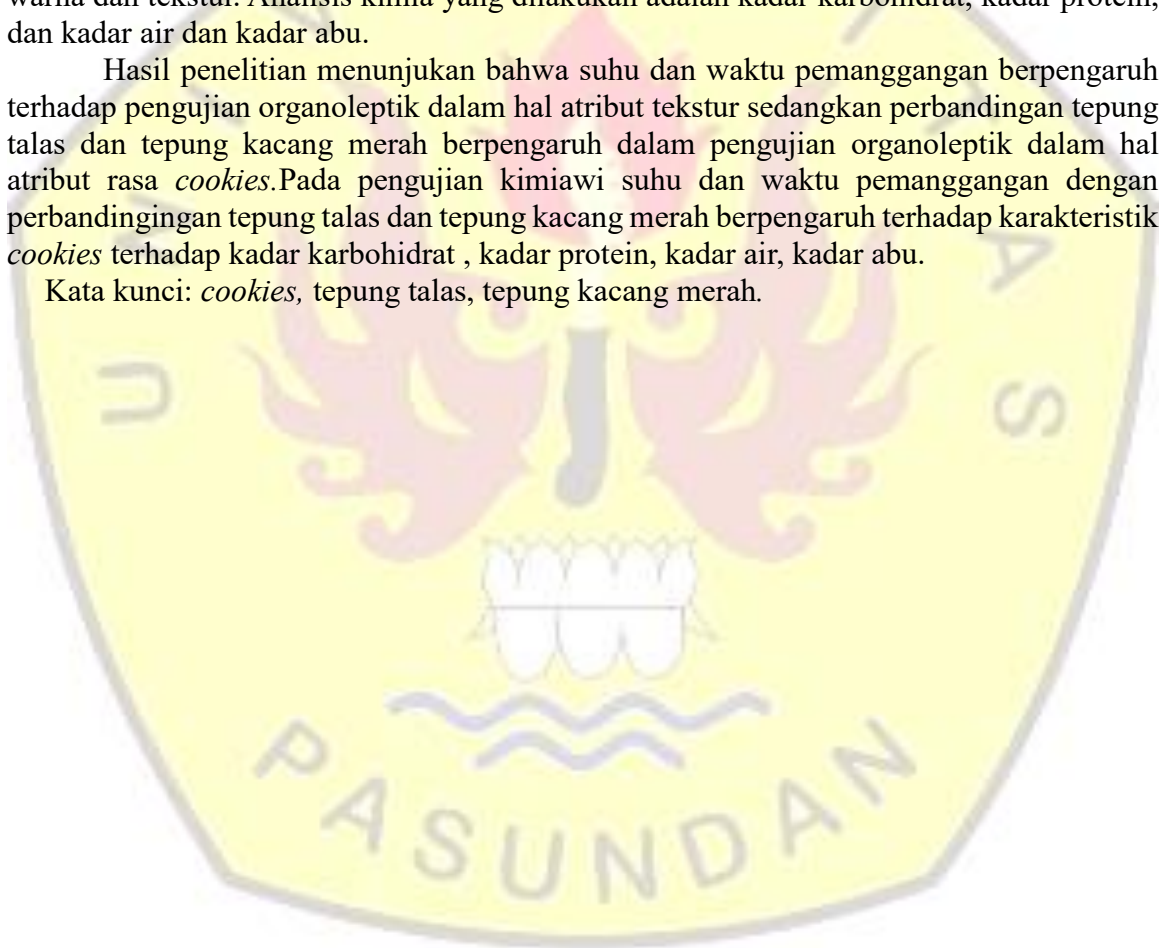 warna dan tekstur. Analisis kimia yang dilakukan adalah kadar karbohidrat, kadar protein,
dan kadar air dan kadar abu.
Hasil penelitian menunjukan bahwa suhu dan waktu pemanggangan berpengaruh
terhadap pengujian organoleptik dalam hal atribut tekstur sedangkan perbandingan tepung
talas dan tepung kacang merah berpengaruh dalam pengujian organoleptik dalam hal
atribut rasa cookies.Pada pengujian kimiawi suhu dan waktu pemanggangan dengan
perbandingingan tepung talas dan tepung kacang merah berpengaruh terhadap karakteristik
cookies terhadap kadar karbohidrat , kadar protein, kadar air, kadar abu.
Kata kunci: cookies, tepung talas, tepung kacang merah.
PASUNDAN